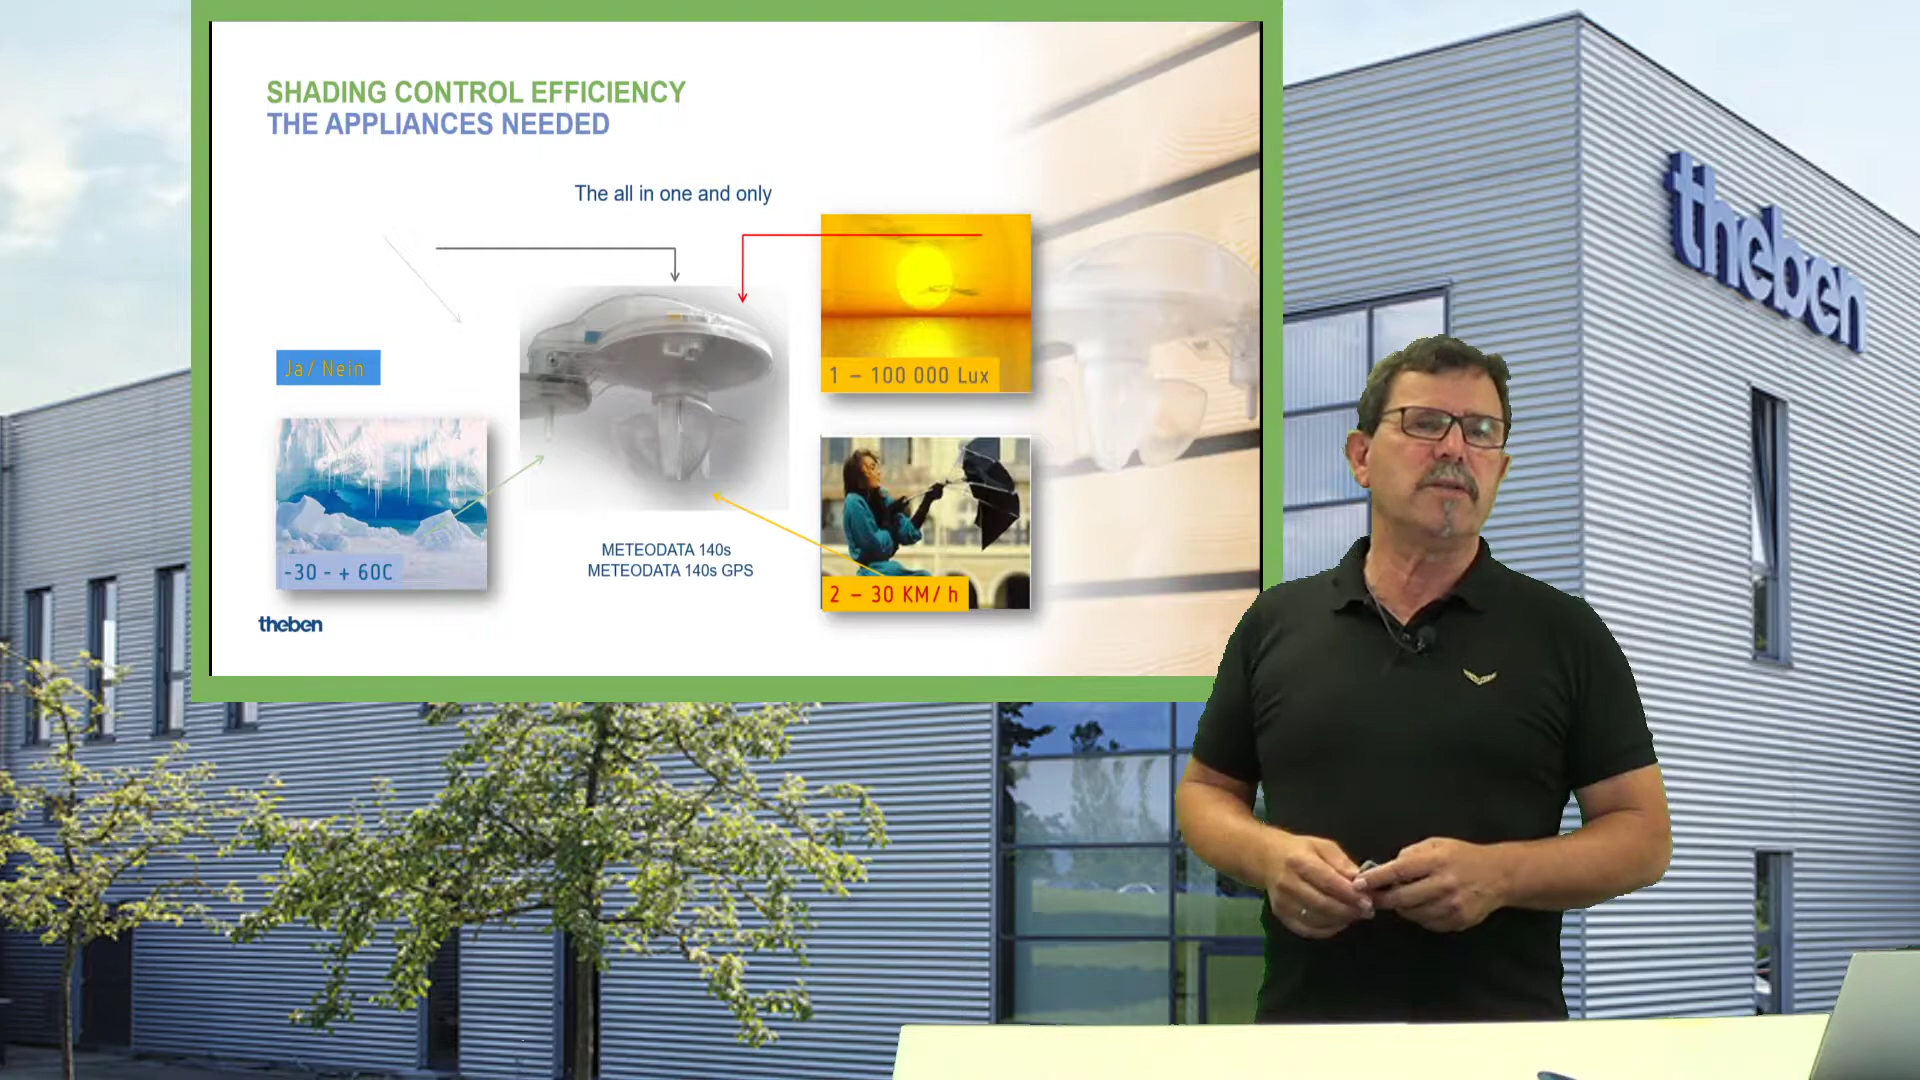 SHADING CONTROL EFFICIENCY
THE APPLIANCES NEEDED
The all in one and only
Ja/ Nein
1 – 100 000 Lux
-30 - + 60C
METEODATA 140s
METEODATA 140s GPS
2 – 30 KM/h
theben
theben